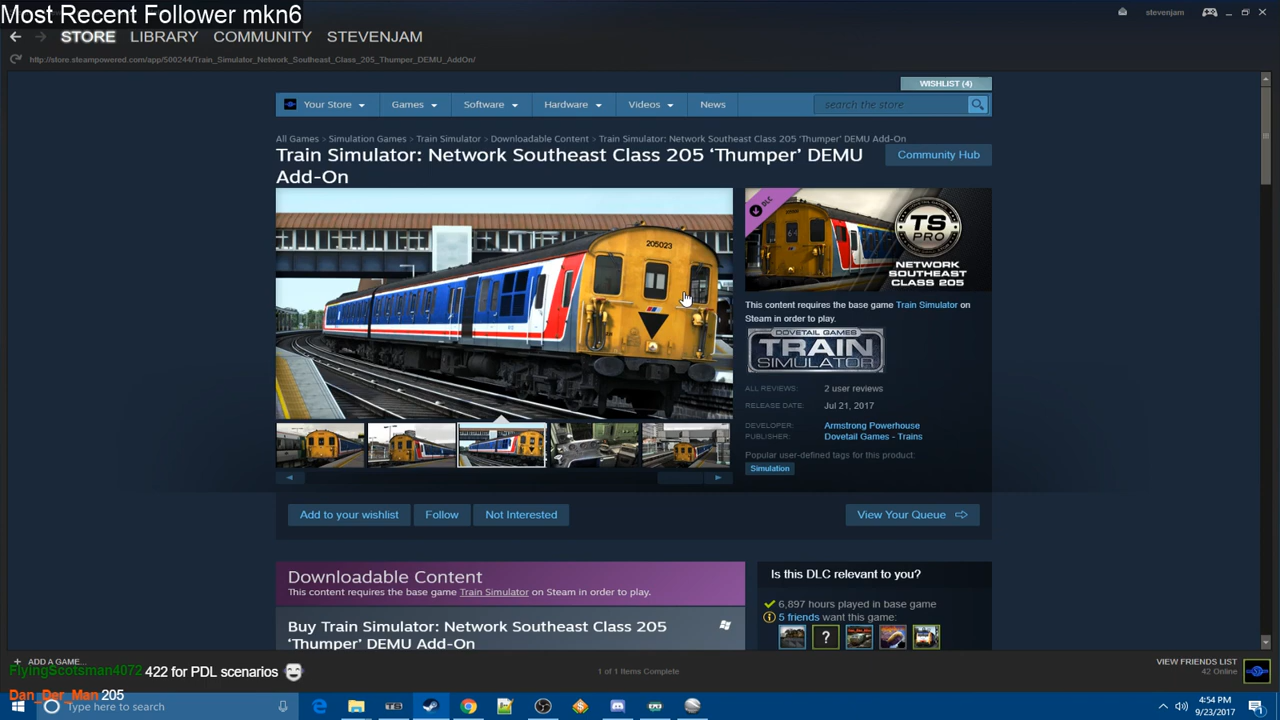 Most Recent Follower mkn6
stevenjam
STORE LIBRARY COMMUNITY STEVENJAM
http://store.steampowered.com/app/500244/Train_Simulator_Network_Southeast_Class_205_Thumper_DEMU_AddOn/
WISHLIST (4)
Your Store Games Software Hardware Videos News search the store
All Games > Simulation Games > Train Simulator > Downloadable Content > Train Simulator: Network Southeast Class 205 'Thumper' DEMU Add-On
Train Simulator: Network Southeast Class 205 ‘Thumper’ DEMU
Add-On
Community Hub
205023
DLC
TS
PRO
NETWORK
SOUTHEAST
CLASS 205
This content requires the base game Train Simulator on
Steam in order to play.
DOVETAIL GAMES
TRAIN
SIMULATOR
ALL REVIEWS: 2 user reviews
RELEASE DATE: Jul 21, 2017
DEVELOPER: Armstrong Powerhouse
PUBLISHER: Dovetail Games - Trains
Popular user-defined tags for this product:
Simulation
Add to your wishlist Follow Not Interested View Your Queue
Downloadable Content
This content requires the base game Train Simulator on Steam in order to play.
Buy Train Simulator: Network Southeast Class 205
‘Thumper’ DEMU Add-On
Is this DLC relevant to you?
6,897 hours played in base game
5 friends want this game:
?
ADD A GAME...
1 of 1 Items Complete
VIEW FRIENDS LIST
42 Online
FlyingScotsman4072 422 for PDL scenarios
Dan_Der_Man 205
Type here to search
4:54 PM
9/23/2017